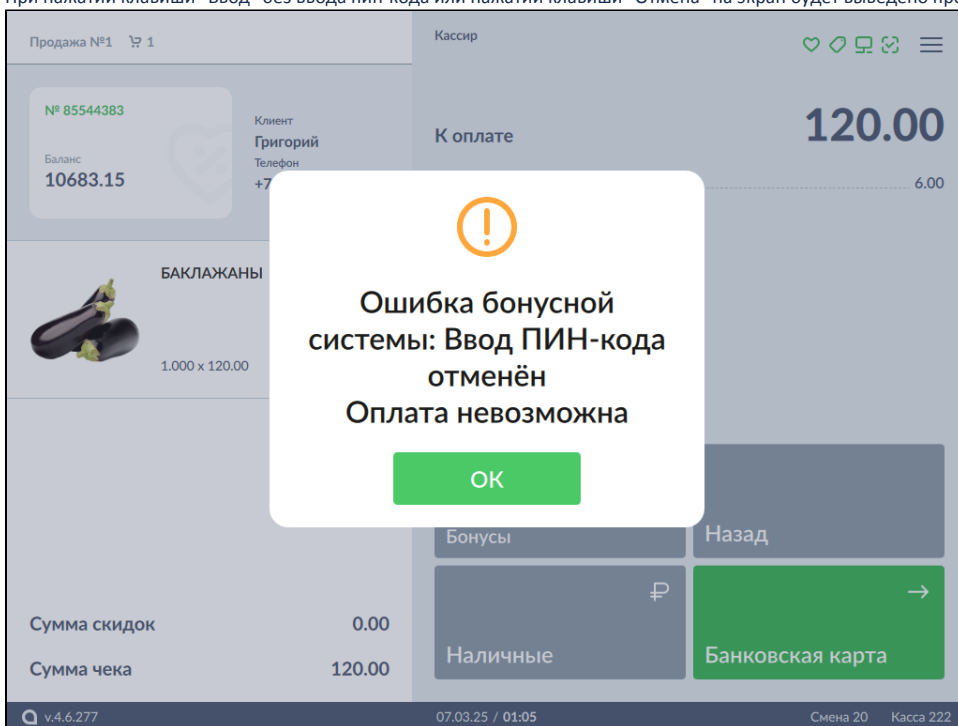 При нажатии клавиши "Ввод" без ввода пин-кода или нажатии клавиши "Отмена" на экран будет выведено
Продажа №1 1
Кассир
№ 85544383
Баланс
10683.15
Клиент
Григорий
Телефон
+7
К оплате
120.00
6.00
БАКЛАЖАНЫ
1.000 x 120.00
Ошибка бонусной
системы: Ввод ПИН-кода
отменён
Оплата невозможна
ОК
Бонусы
Назад
₽
Наличные
Банковская карта
Сумма скидок 0.00
Сумма чека 120.00
v.4.6.277
07.03.25 / 01:05
Смена 20 Касса 222